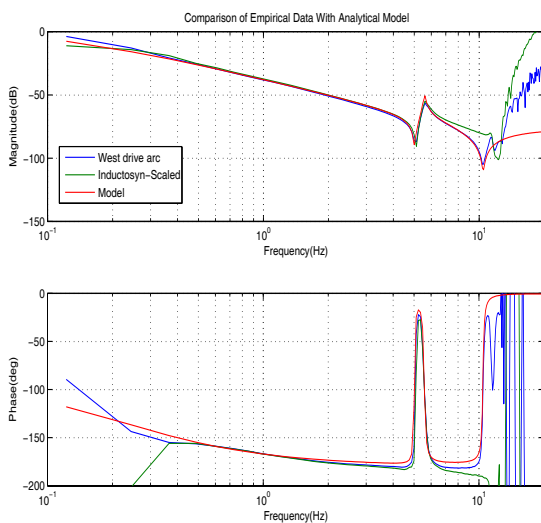 Comparison of Empirical Data With Analytical Model
0
−50
−100
−150
Magnitude(dB)
West drive arc
Inductosyn−Scaled
Model
10^−1
10^0
10^1
Frequency(Hz)
0
−50
−100
−150
−200
Phase(deg)
10^−1
10^0
10^1
Frequency(Hz)